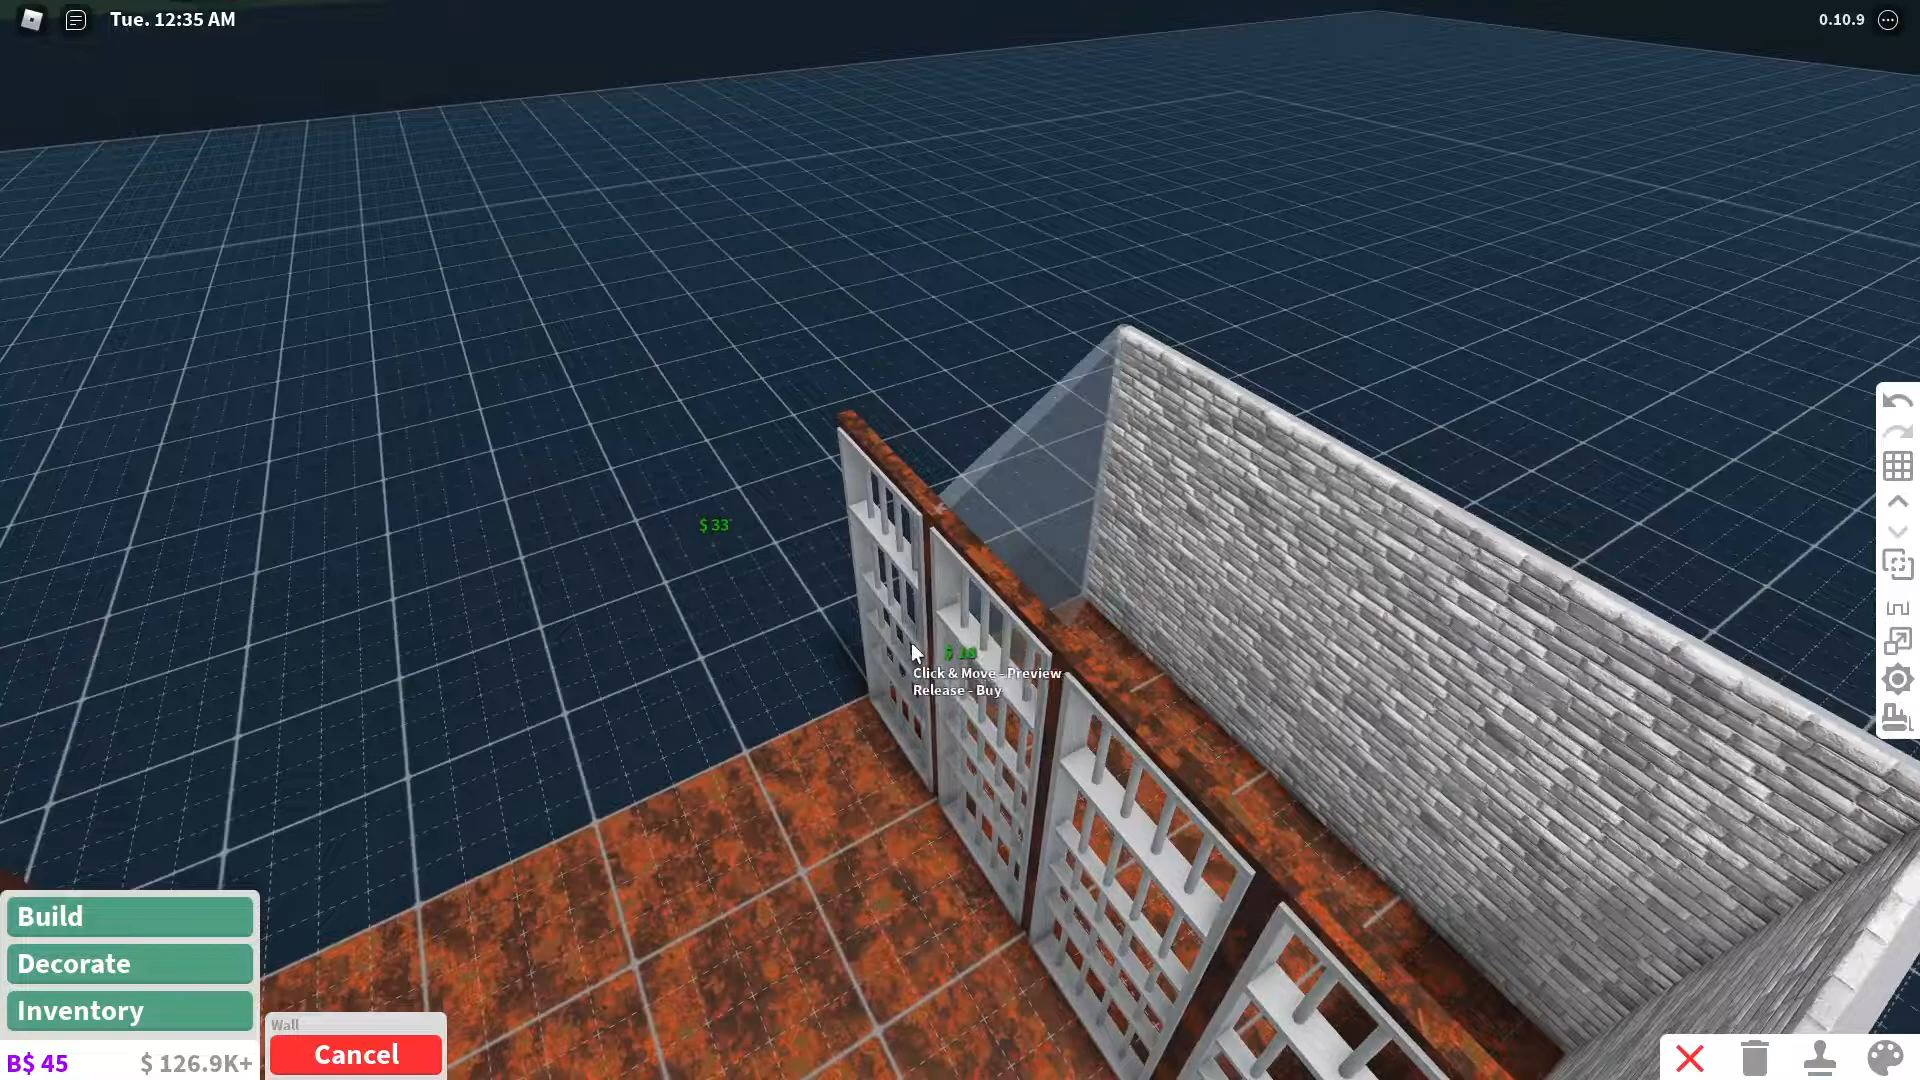 Tue. 12:35 AM
0.10.9
$ 33
$ 18
Click & Move - Preview
Release - Buy
Build
Decorate
Inventory
Wall
Cancel
B$ 45
$ 126.9K+